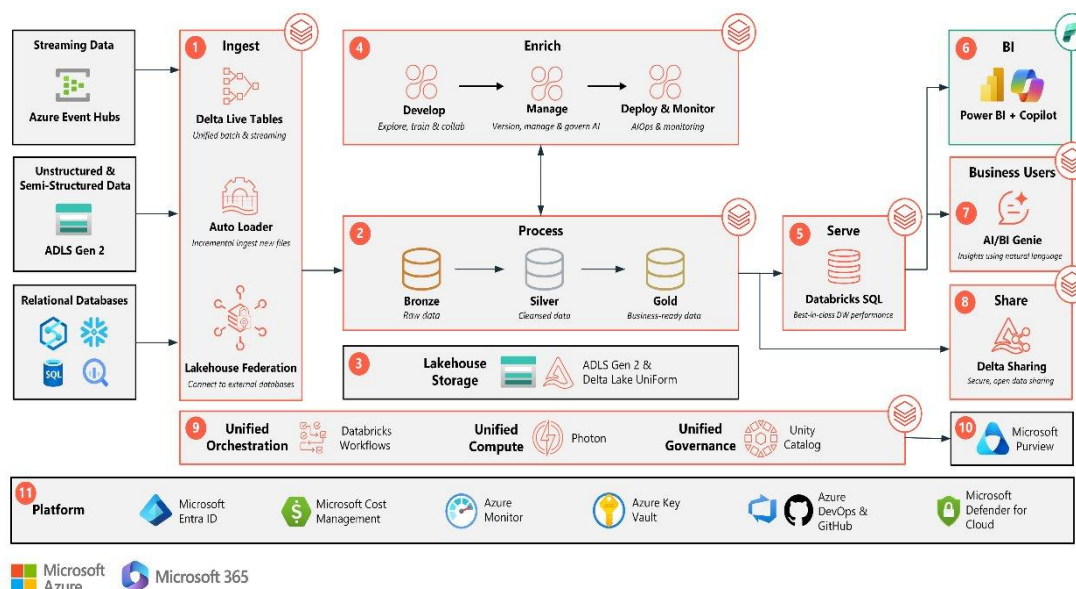 Streaming Data
Azure Event Hubs
Unstructured &
Semi-Structured Data
ADLS Gen 2
Relational Databases
SQL
1
Ingest
Delta Live Tables
Unified batch & streaming
Auto Loader
Incremental ingest new files
Lakehouse Federation
Connect to external databases
4
Enrich
Develop
Explore, train & collab
Manage
Version, manage & govern AI
Deploy & Monitor
AIOps & monitoring
2
Process
Bronze
Raw data
Silver
Cleansed data
Gold
Business-ready data
3
Lakehouse
Storage
ADLS Gen 2 &
Delta Lake UniForm
5
Serve
Databricks SQL
Best-in-class DW performance
6
BI
Power BI + Copilot
Business Users
7
AI/BI Genie
Insights using natural language
8
Share
Delta Sharing
Secure, open data sharing
9
Unified
Orchestration
Databricks
Workflows
Unified
Compute
Photon
Unified
Governance
Unity
Catalog
10
Microsoft
Purview
11
Platform
Microsoft
Entra ID
Microsoft Cost
Management
Azure
Monitor
Azure Key
Vault
Azure
DevOps &
GitHub
Microsoft
Defender for
Cloud
Microsoft
Azure
Microsoft 365